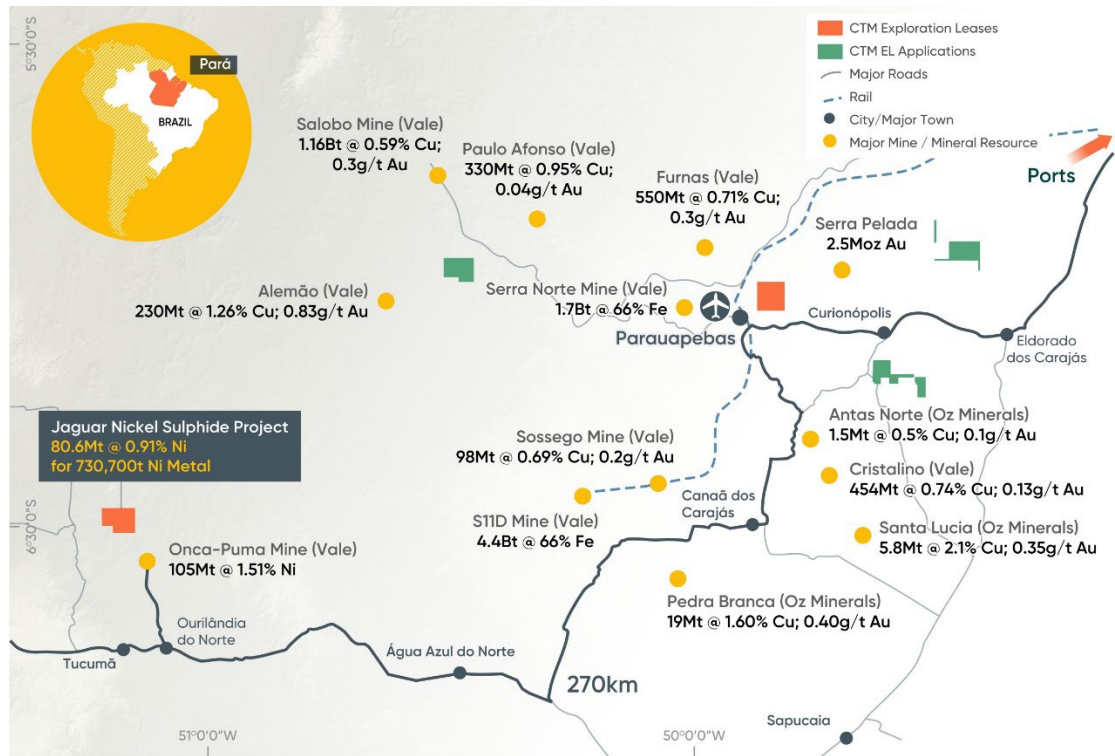 5°30'0"S
Pará
BRAZIL
CTM Exploration Leases
CTM EL Applications
Major Roads
Rail
City/Major Town
Major Mine / Mineral Resource
Ports
Salobo Mine (Vale)
1.16Bt @ 0.59% Cu;
0.3g/t Au
Paulo Afonso (Vale)
330Mt @ 0.95% Cu;
0.04g/t Au
Furnas (Vale)
550Mt @ 0.71% Cu;
0.3g/t Au
Serra Pelada
2.5Moz Au
Alemão (Vale)
230Mt @ 1.26% Cu; 0.83g/t Au
Serra Norte Mine (Vale)
1.7Bt @ 66% Fe
Parauapebas
Curionópolis
Eldorado
dos Carajás
Jaguar Nickel Sulphide Project
80.6Mt @ 0.91% Ni
for 730,700t Ni Metal
Sossego Mine (Vale)
98Mt @ 0.69% Cu; 0.2g/t Au
Antas Norte (Oz Minerals)
1.5Mt @ 0.5% Cu; 0.1g/t Au
Cristalino (Vale)
454Mt @ 0.74% Cu; 0.13g/t Au
Canaã dos
Carajás
S11D Mine (Vale)
4.4Bt @ 66% Fe
Santa Lucia (Oz Minerals)
5.8Mt @ 2.1% Cu; 0.35g/t Au
6°30'0"S
Onca-Puma Mine (Vale)
105Mt @ 1.51% Ni
Pedra Branca (Oz Minerals)
19Mt @ 1.60% Cu; 0.40g/t Au
Ourilândia
do Norte
Tucumã
Água Azul do Norte
270km
Sapucaia
51°0'0"W
50°0'0"W